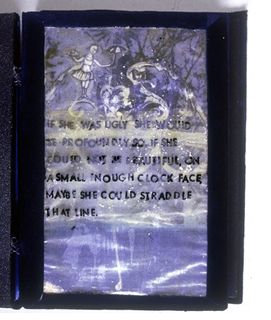 IF SHE WAS UGLY SHE WOULD
BE PROFOUNDLY SO. IF SHE
COULD NOT BE BEAUTIFUL, ON
A SMALL 'NOUGH CLOCK FACE,
MAYBE SHE COULD STRADDLE
THAT LINE.